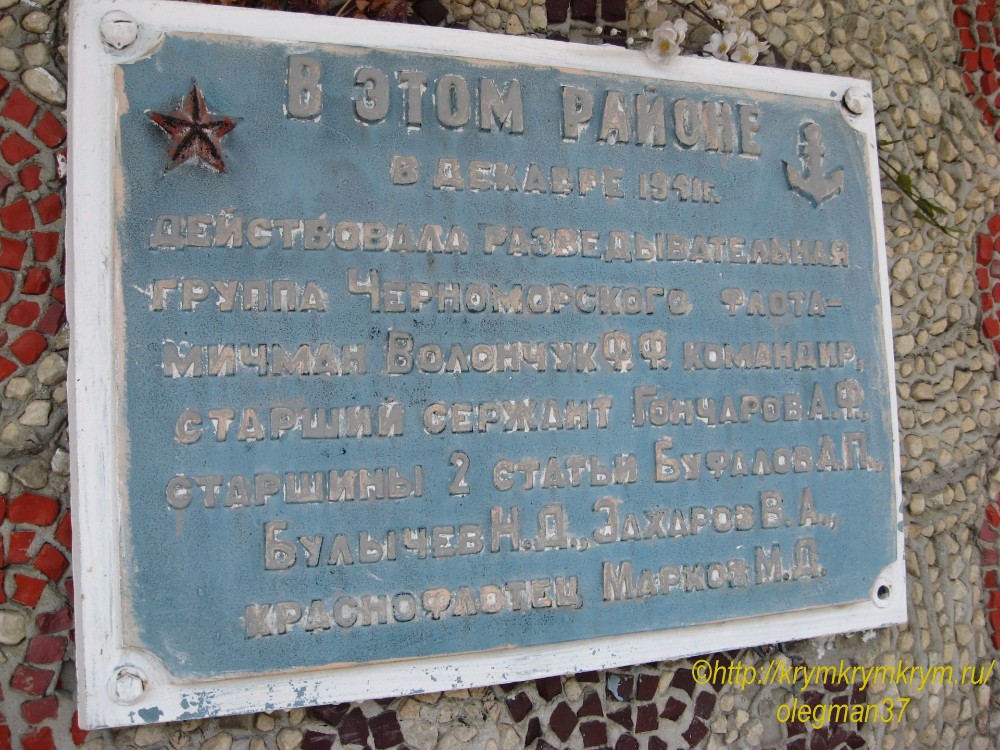 В ЭТОМ РАЙОНЕ
В ДЕКАБРЕ 1941г.
ДЕЙСТВОВАЛА РАЗВЕДЫВАТЕЛЬНАЯ
ГРУППА ЧЕРНОМОРСКОГО ФЛОТА-
МИЧМАН ВОЛОНЧУК Ф.Ф. КОМАНДИР,
СТАРШИЙ СЕРЖАНТ ГОНЧАРОВ А.Ф.,
СТАРШИНЫ 2 СТАТЬИ БУФАЛОВ А.П.,
БУЛЫЧЕВ Н.Д., ЗАХАРОВ В.А.,
КРАСНОФЛОТЕЦ МАРКОВ М.Д.
©http://krymkrymkrym.ru/
olegman37